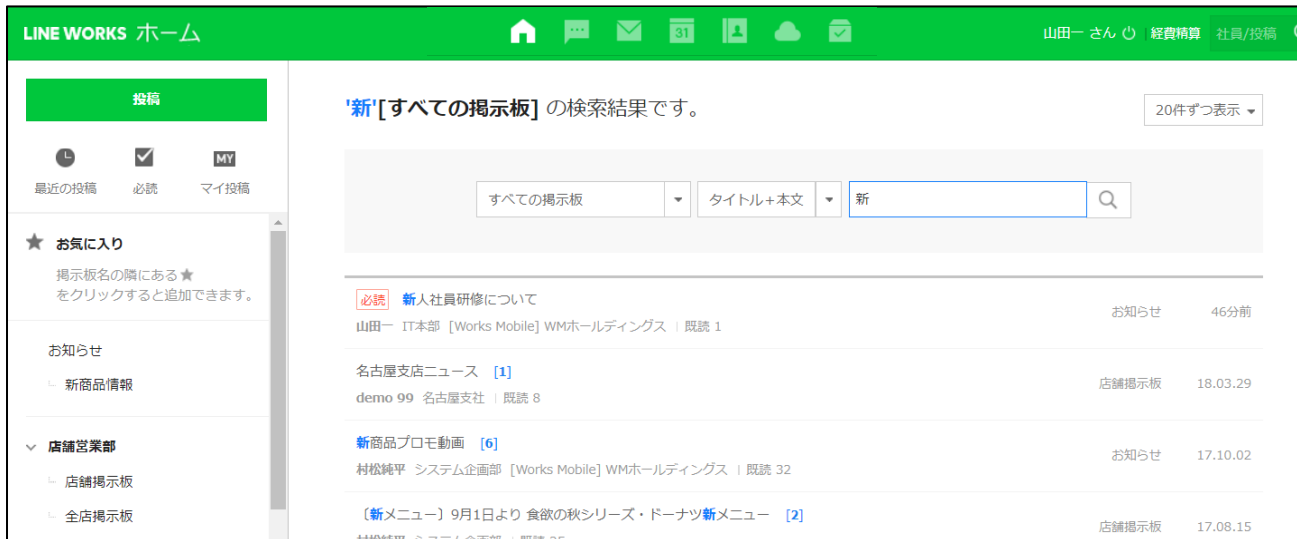 LINE WORKS ホーム
31
山田一 さん 経費精算 社員/投稿
投稿
最近の投稿 必読 MY マイ投稿
お気に入り
掲示板名の隣にある★
をクリックすると追加できます。
お知らせ
新商品情報
店舗営業部
店舗掲示板
全店掲示板
'新'[すべての掲示板] の検索結果です。
20件ずつ表示
すべての掲示板 タイトル+本文 新
必読 新人社員研修について
山田一 IT本部 [Works Mobile] WMホールディングス | 既読 1
お知らせ 46分前
名古屋支店ニュース [1]
demo 99 名古屋支社 | 既読 8
店舗掲示板 18.03.29
新商品プロモ動画 [6]
村松純平 システム企画部 [Works Mobile] WMホールディングス | 既読 32
お知らせ 17.10.02
〔新メニュー〕9月1日より 食欲の秋シリーズ・ドーナツ新メニュー [2]
店舗掲示板 17.08.15